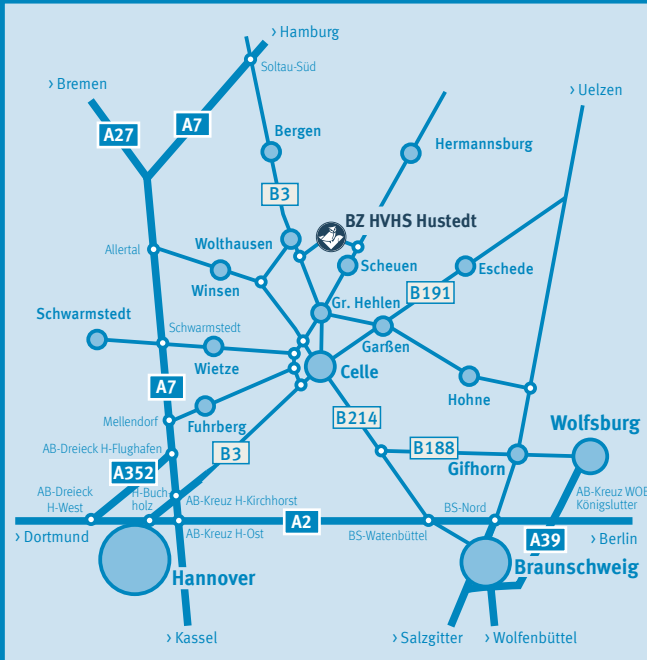 › Hamburg
Soltau-Süd
› Bremen
› Uelzen
A27
A7
Bergen
Hermannsburg
B3
BZ HVHS Hustedt
Wolthausen
Allertal
Scheuen
Eschede
Winsen
B191
Gr. Hehlen
Schwarmstedt
Schwarmstedt
Garßen
Wietze
Celle
A7
Hohne
B214
Mellendorf
Fuhrberg
Wolfsburg
B3
B188
AB-Dreieck H-Flughafen
Gifhorn
A352
AB-Dreieck
H-West
H-Buch-
holz
AB-Kreuz H-Kirchhorst
AB-Kreuz WOB
Königslutter
BS-Nord
A2
› Dortmund
AB-Kreuz H-Ost
BS-Watenbüttel
A39
› Berlin
Hannover
Braunschweig
› Kassel
› Salzgitter
› Wolfenbüttel